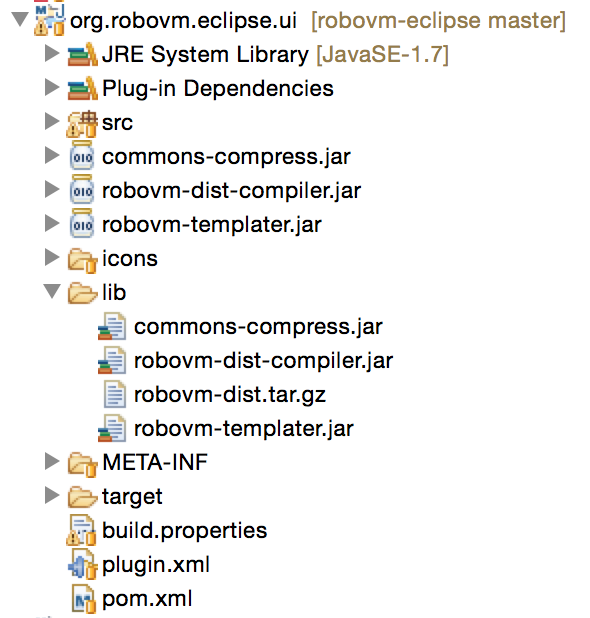 org.robovm.eclipse.ui [robovm-eclipse master]
JRE System Library [JavaSE-1.7]
Plug-in Dependencies
src
commons-compress.jar
robovm-dist-compiler.jar
robovm-templater.jar
icons
lib
commons-compress.jar
robovm-dist-compiler.jar
robovm-dist.tar.gz
robovm-templater.jar
META-INF
target
build.properties
plugin.xml
pom.xml